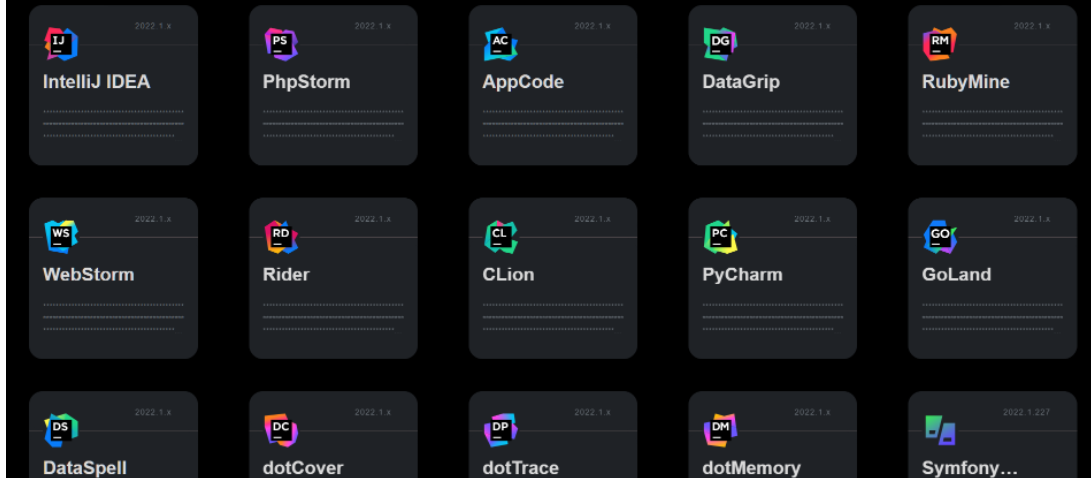 2022.1.x 2022.1.x 2022.1.x 2022.1.x 2022.1.x
IJ PS AC DG RM
IntelliJ IDEA PhpStorm AppCode DataGrip RubyMine
2022.1.x 2022.1.x 2022.1.x 2022.1.x 2022.1.x
WS RD CL PC GO
WebStorm Rider CLion PyCharm GoLand
2022.1.x 2022.1.x 2022.1.x 2022.1.x 2022.1.227
DS DC DP DM
DataSpell dotCover dotTrace dotMemory Symfony…